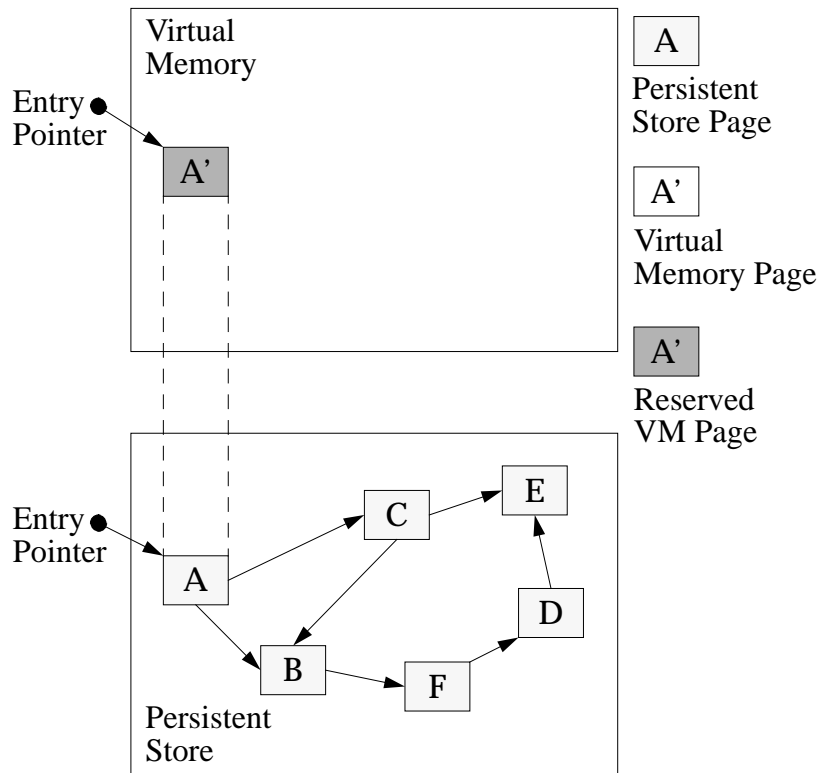 Virtual
Memory
Entry
Pointer
A’
A
Persistent
Store Page
A’
Virtual
Memory Page
A’
Reserved
VM Page
Entry
Pointer
A
C
E
B
F
D
Persistent
Store